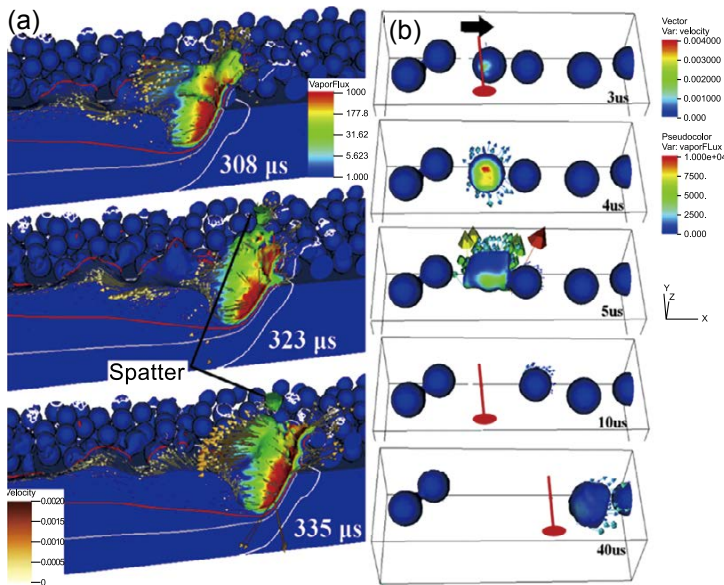 (a)
VaporFlux
1000
177.8
31.62
5.623
1.000
308 µs
323 µs
Spatter
335 µs
Velocity
0.0020
0.0015
0.0010
0.0005
0
(b)
3us
4us
5us
10us
40us
Vector
Var: velocity
0.004000
0.003000
0.002000
0.001000
0.000
Pseudocolor
Var: vaporFLux
1.000e+04
7500.
5000.
2500.
0.000
Y
Z
X